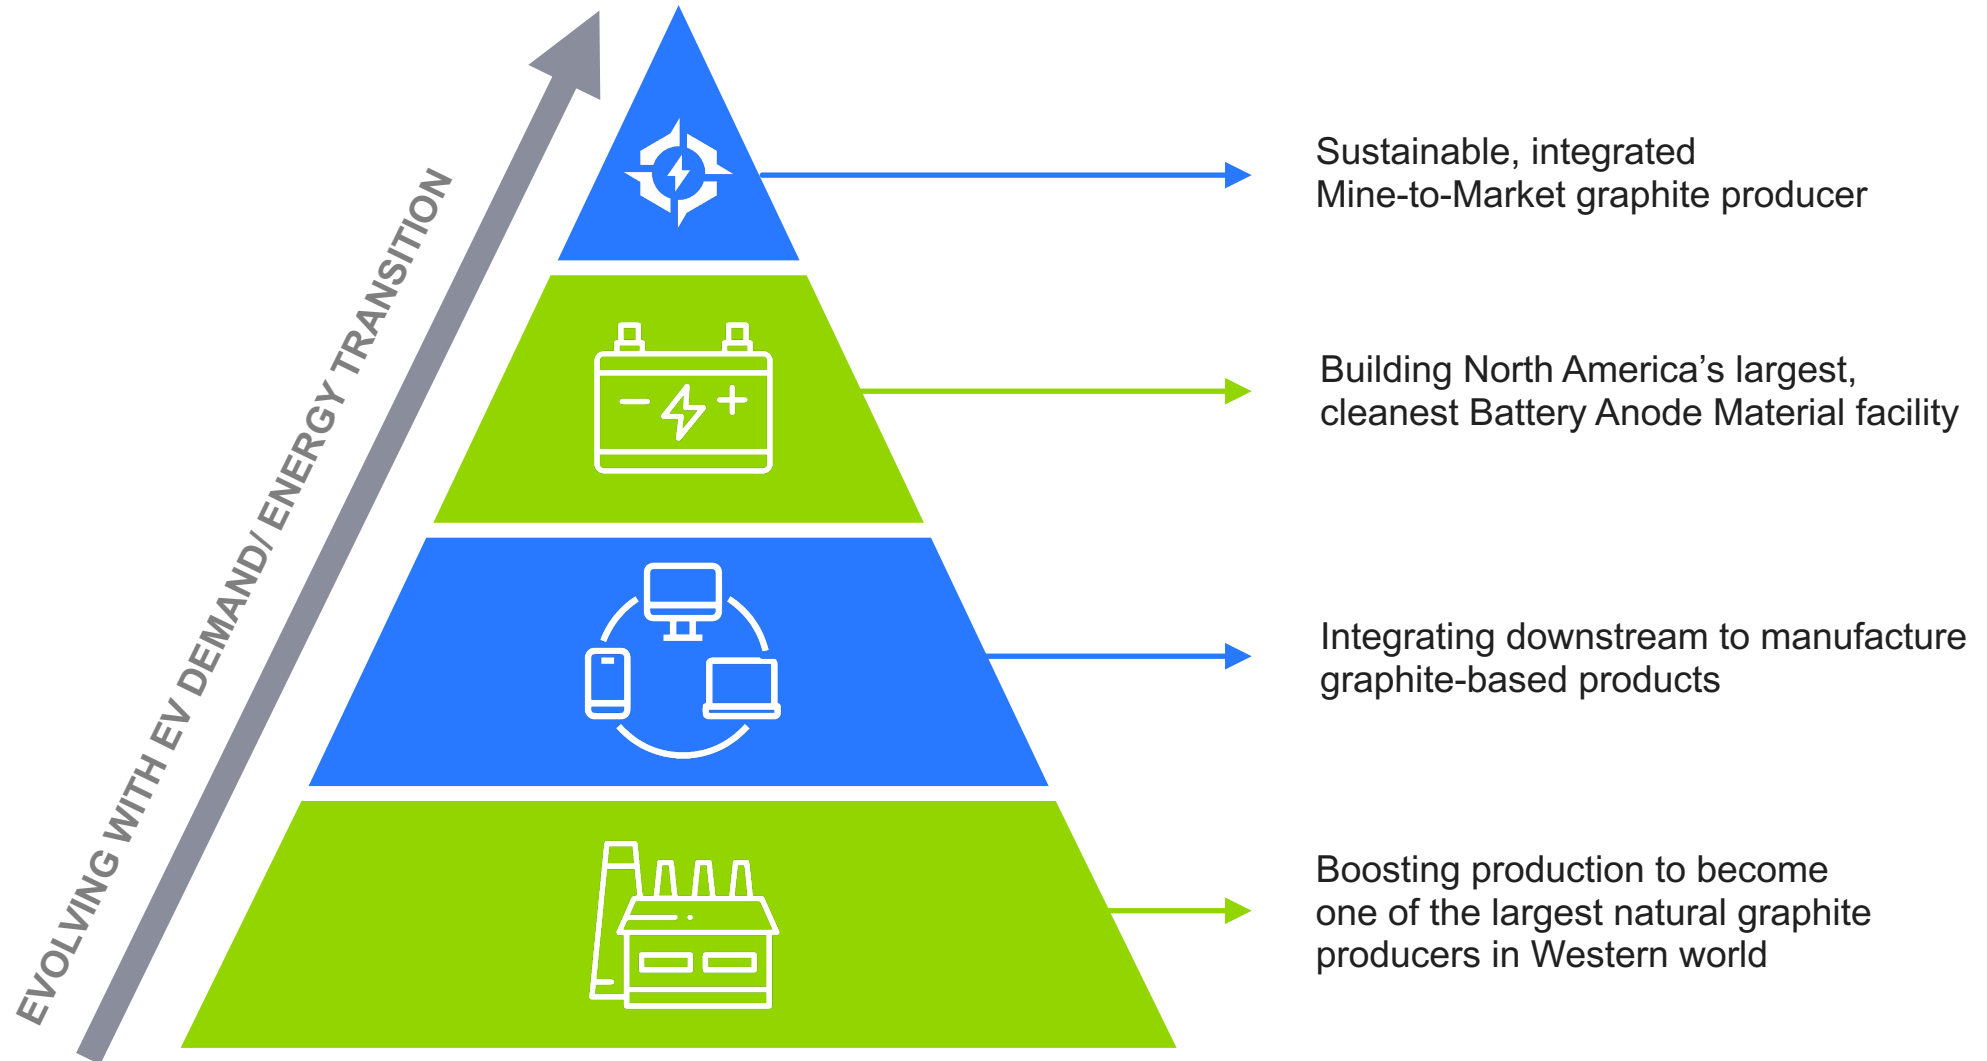 EVOLVING WITH EV DEMAND/ ENERGY TRANSITION
Sustainable, integrated
Mine-to-Market graphite producer
Building North America’s largest,
cleanest Battery Anode Material facility
Integrating downstream to manufacture
graphite-based products
Boosting production to become
one of the largest natural graphite
producers in Western world